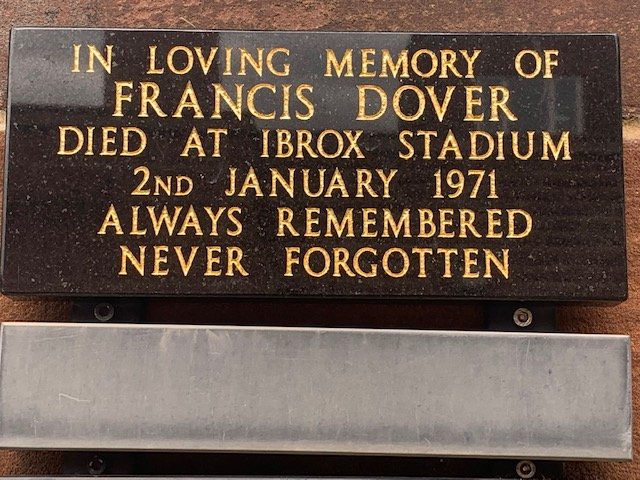 IN LOVING MEMORY OF
FRANCIS DOVER
DIED AT IBROX STADIUM
2ND JANUARY 1971
ALWAYS REMEMBERED
NEVER FORGOTTEN